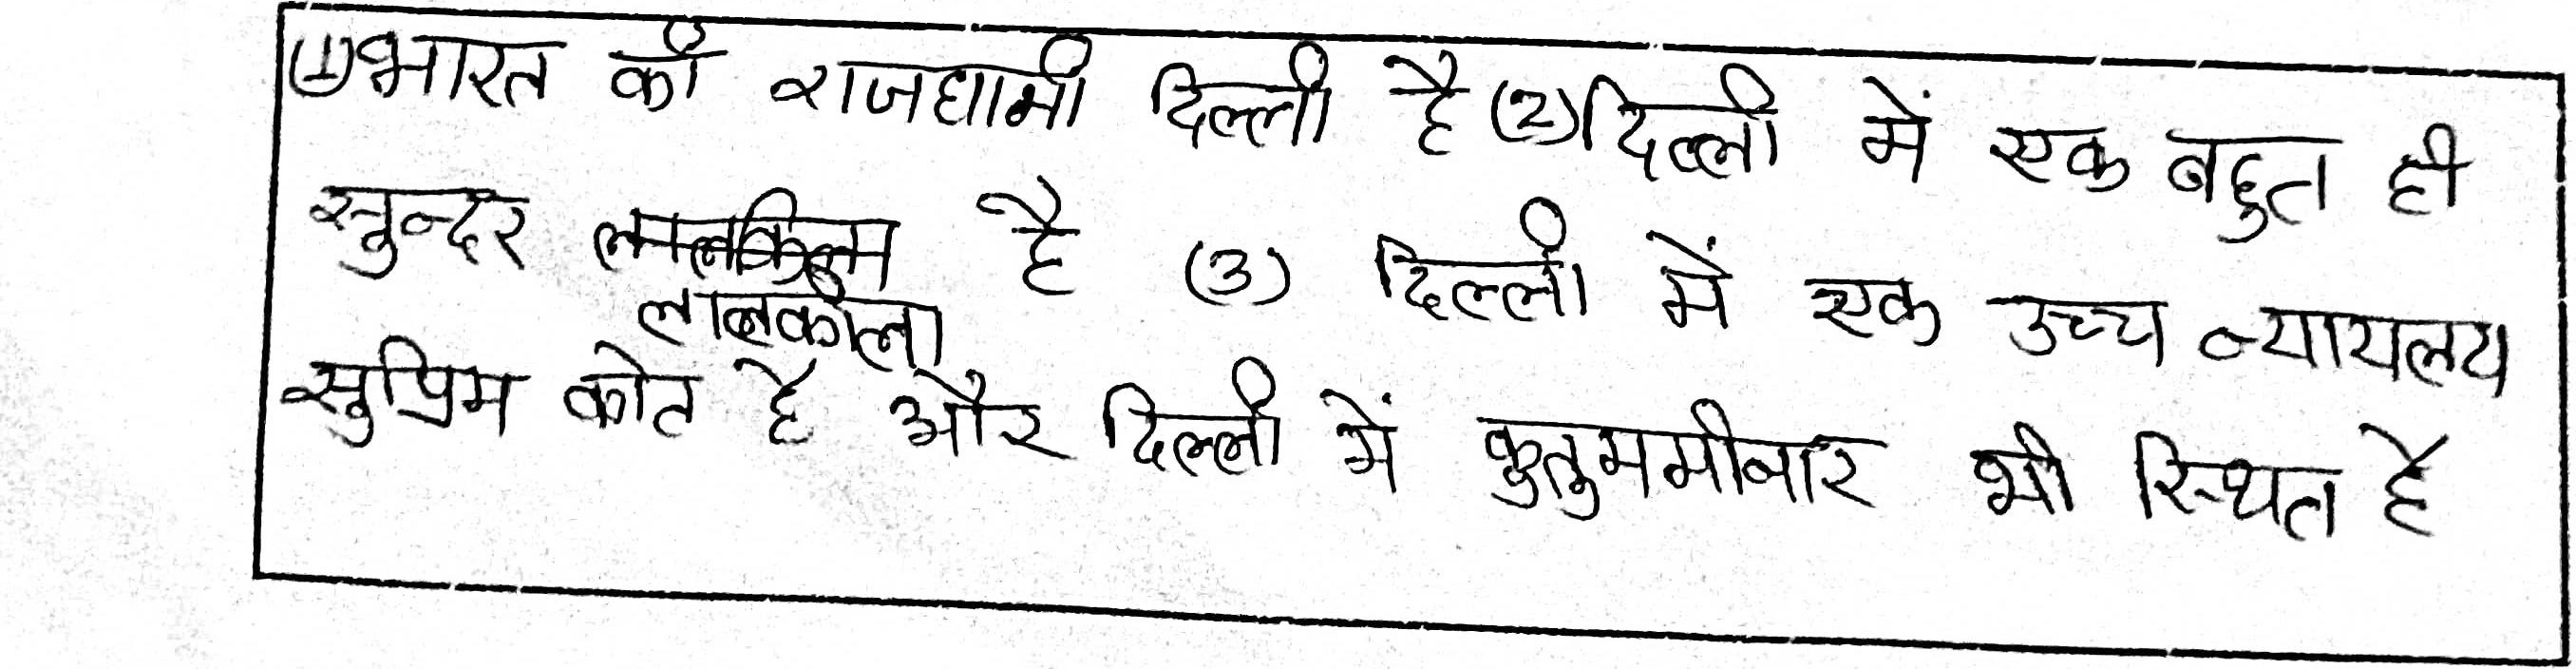 (1) भारत की राजधानी दिल्ली है (2) दिल्ली में एक बहुत ही
सुन्दर लालकिला है (3) दिल्ली में एक उच्च न्यायलय
लालकीला
सुप्रिम कोट है और दिल्ली में कुतुममीनार भी स्थित है